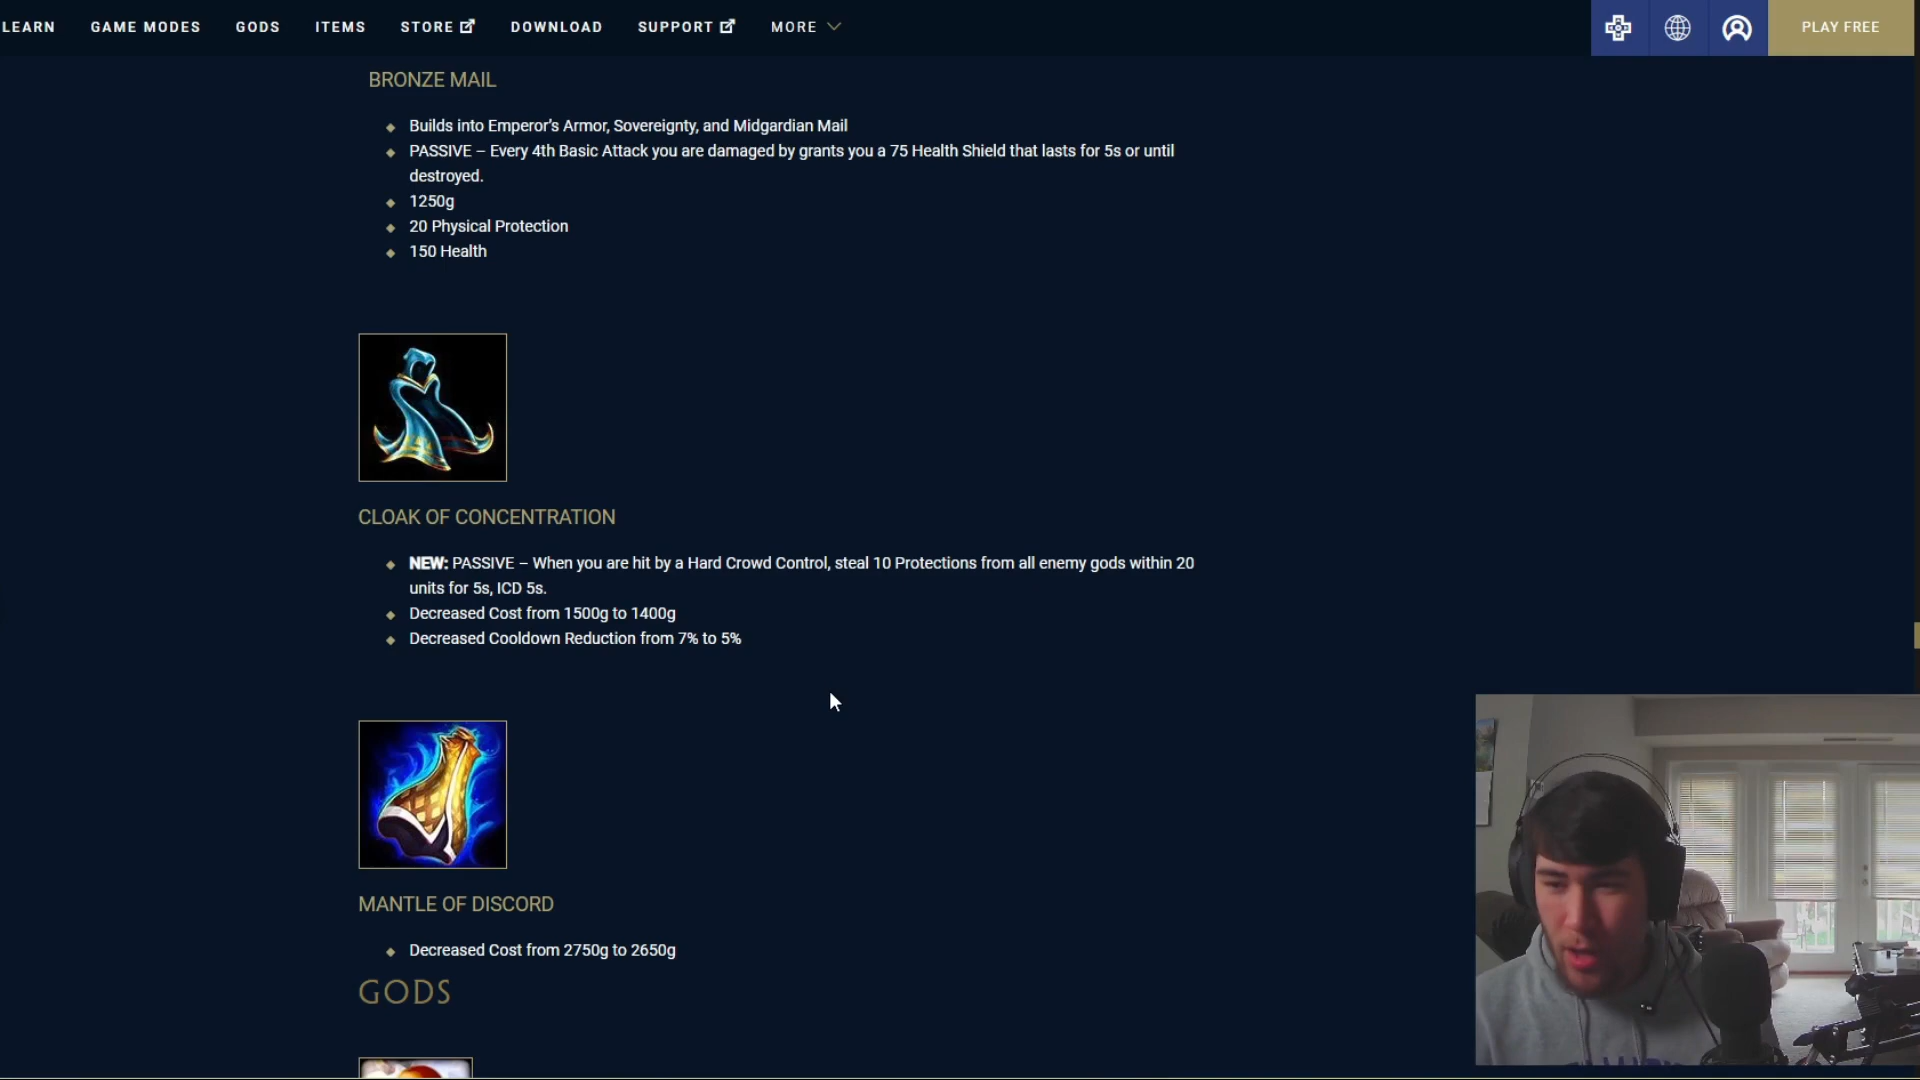 LEARN GAME MODES GODS ITEMS STORE DOWNLOAD SUPPORT MORE PLAY FREE
BRONZE MAIL
Builds into Emperor's Armor, Sovereignty, and Midgardian Mail
PASSIVE – Every 4th Basic Attack you are damaged by grants you a 75 Health Shield that lasts for 5s or until
destroyed.
1250g
20 Physical Protection
150 Health
CLOAK OF CONCENTRATION
NEW: PASSIVE – When you are hit by a Hard Crowd Control, steal 10 Protections from all enemy gods within 20
units for 5s, ICD 5s.
Decreased Cost from 1500g to 1400g
Decreased Cooldown Reduction from 7% to 5%
MANTLE OF DISCORD
Decreased Cost from 2750g to 2650g
GODS